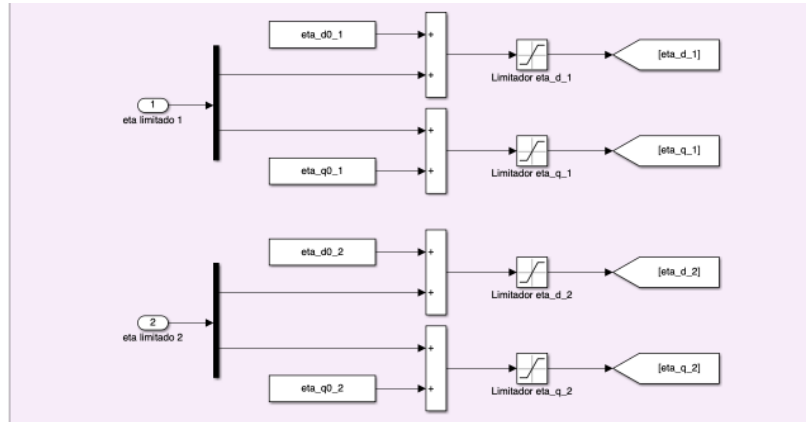 eta_d0_1
+
+
Limitador eta_d_1
[eta_d_1]
1
eta limitado 1
+
+
eta_q0_1
Limitador eta_q_1
[eta_q_1]
eta_d0_2
+
+
Limitador eta_d_2
[eta_d_2]
2
eta limitado 2
+
+
eta_q0_2
Limitador eta_q_2
[eta_q_2]